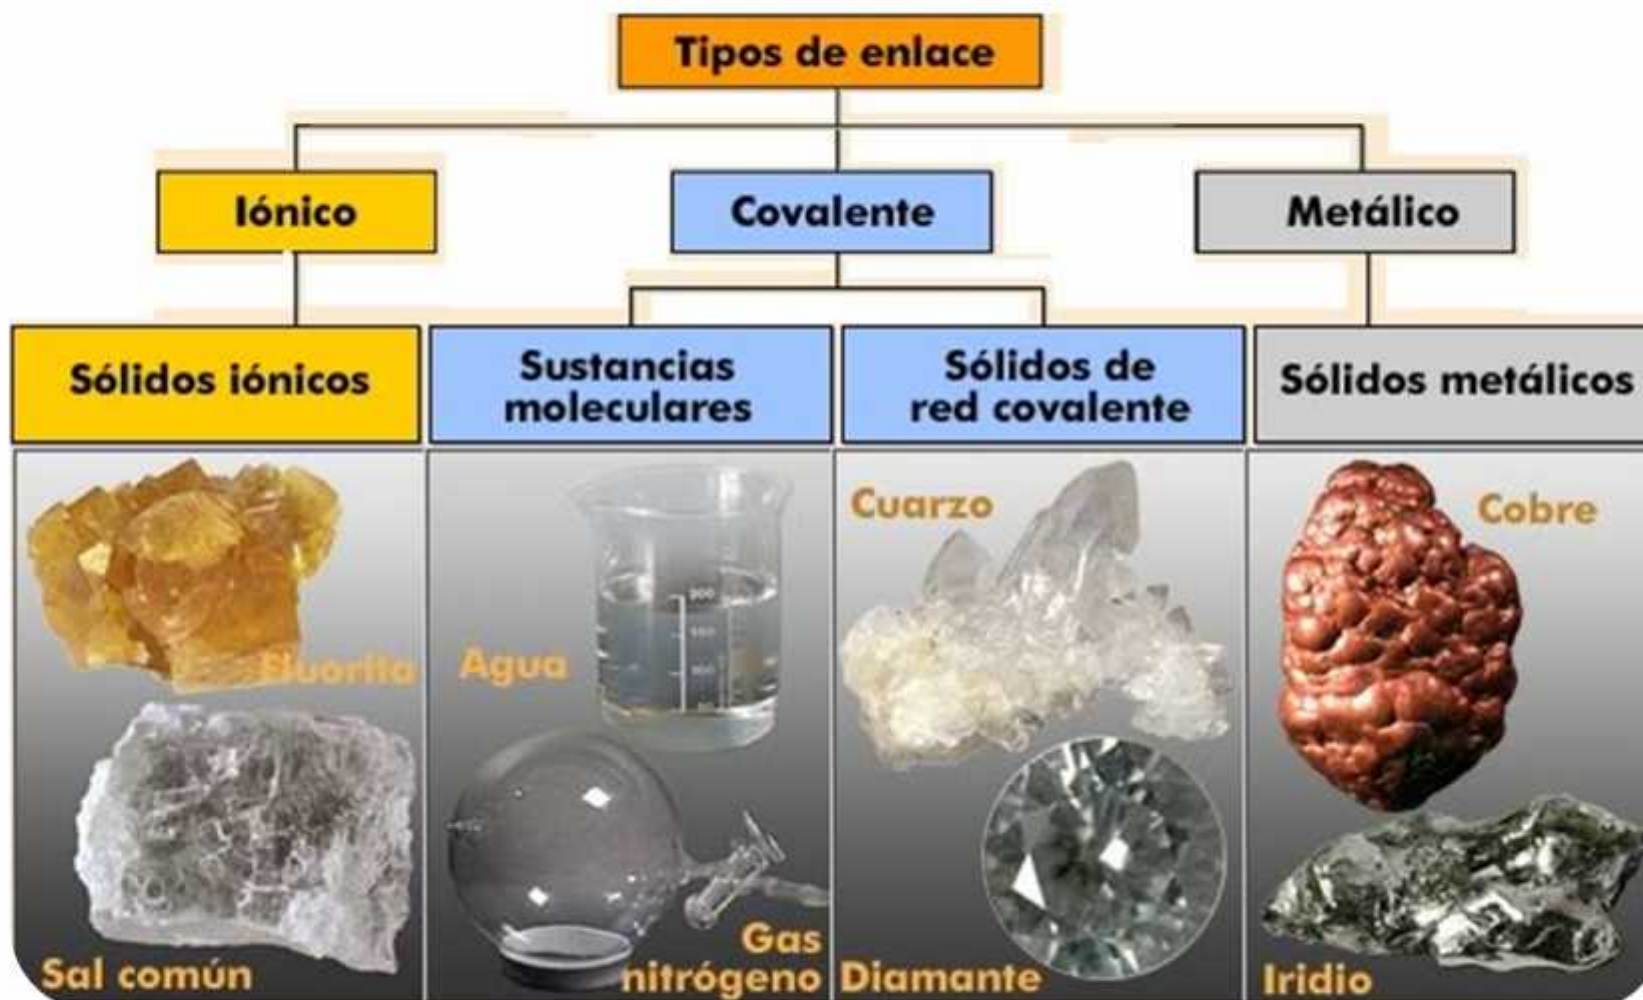 Tipos de enlace
Iónico
Covalente
Metálico
Sólidos iónicos
Sustancias
moleculares
Sólidos de
red covalente
Sólidos metálicos
Fluorita
Sal común
Agua
Gas
nitrógeno
Cuarzo
Diamante
Cobre
Iridio